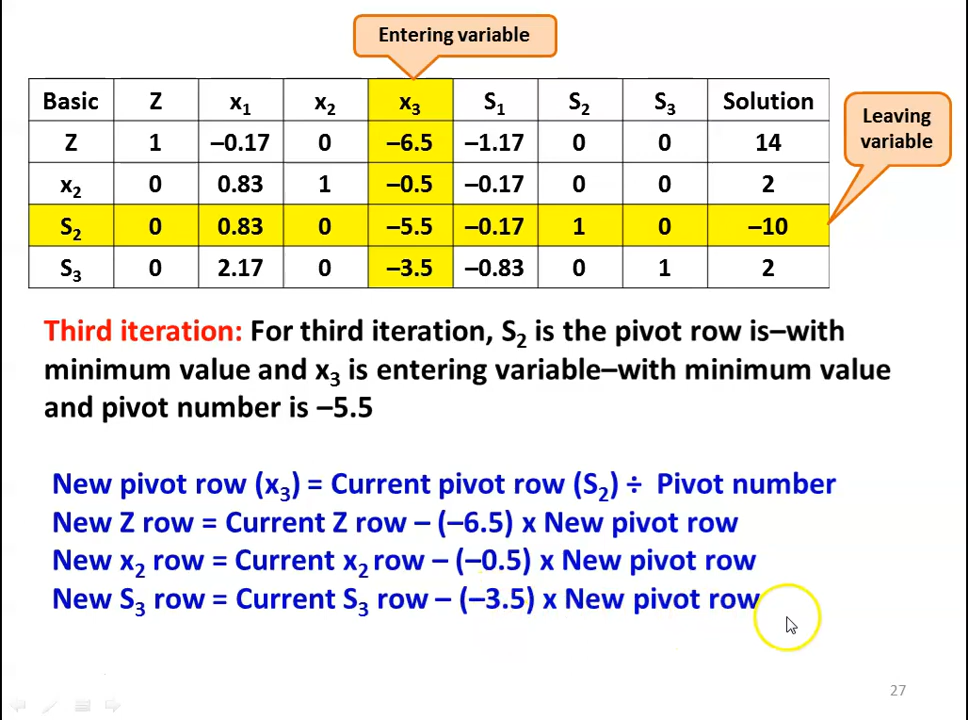 Entering variable
Basic Z x₁ x₂ x₃ S₁ S₂ S₃ Solution
Z 1 –0.17 0 –6.5 –1.17 0 0 14
x₂ 0 0.83 1 –0.5 –0.17 0 0 2
S₂ 0 0.83 0 –5.5 –0.17 1 0 –10
S₃ 0 2.17 0 –3.5 –0.83 0 1 2
Leaving
variable
Third iteration: For third iteration, S₂ is the pivot row is–with
minimum value and x₃ is entering variable–with minimum value
and pivot number is –5.5
New pivot row (x₃) = Current pivot row (S₂) ÷ Pivot number
New Z row = Current Z row – (–6.5) x New pivot row
New x₂ row = Current x₂ row – (–0.5) x New pivot row
New S₃ row = Current S₃ row – (–3.5) x New pivot row
27